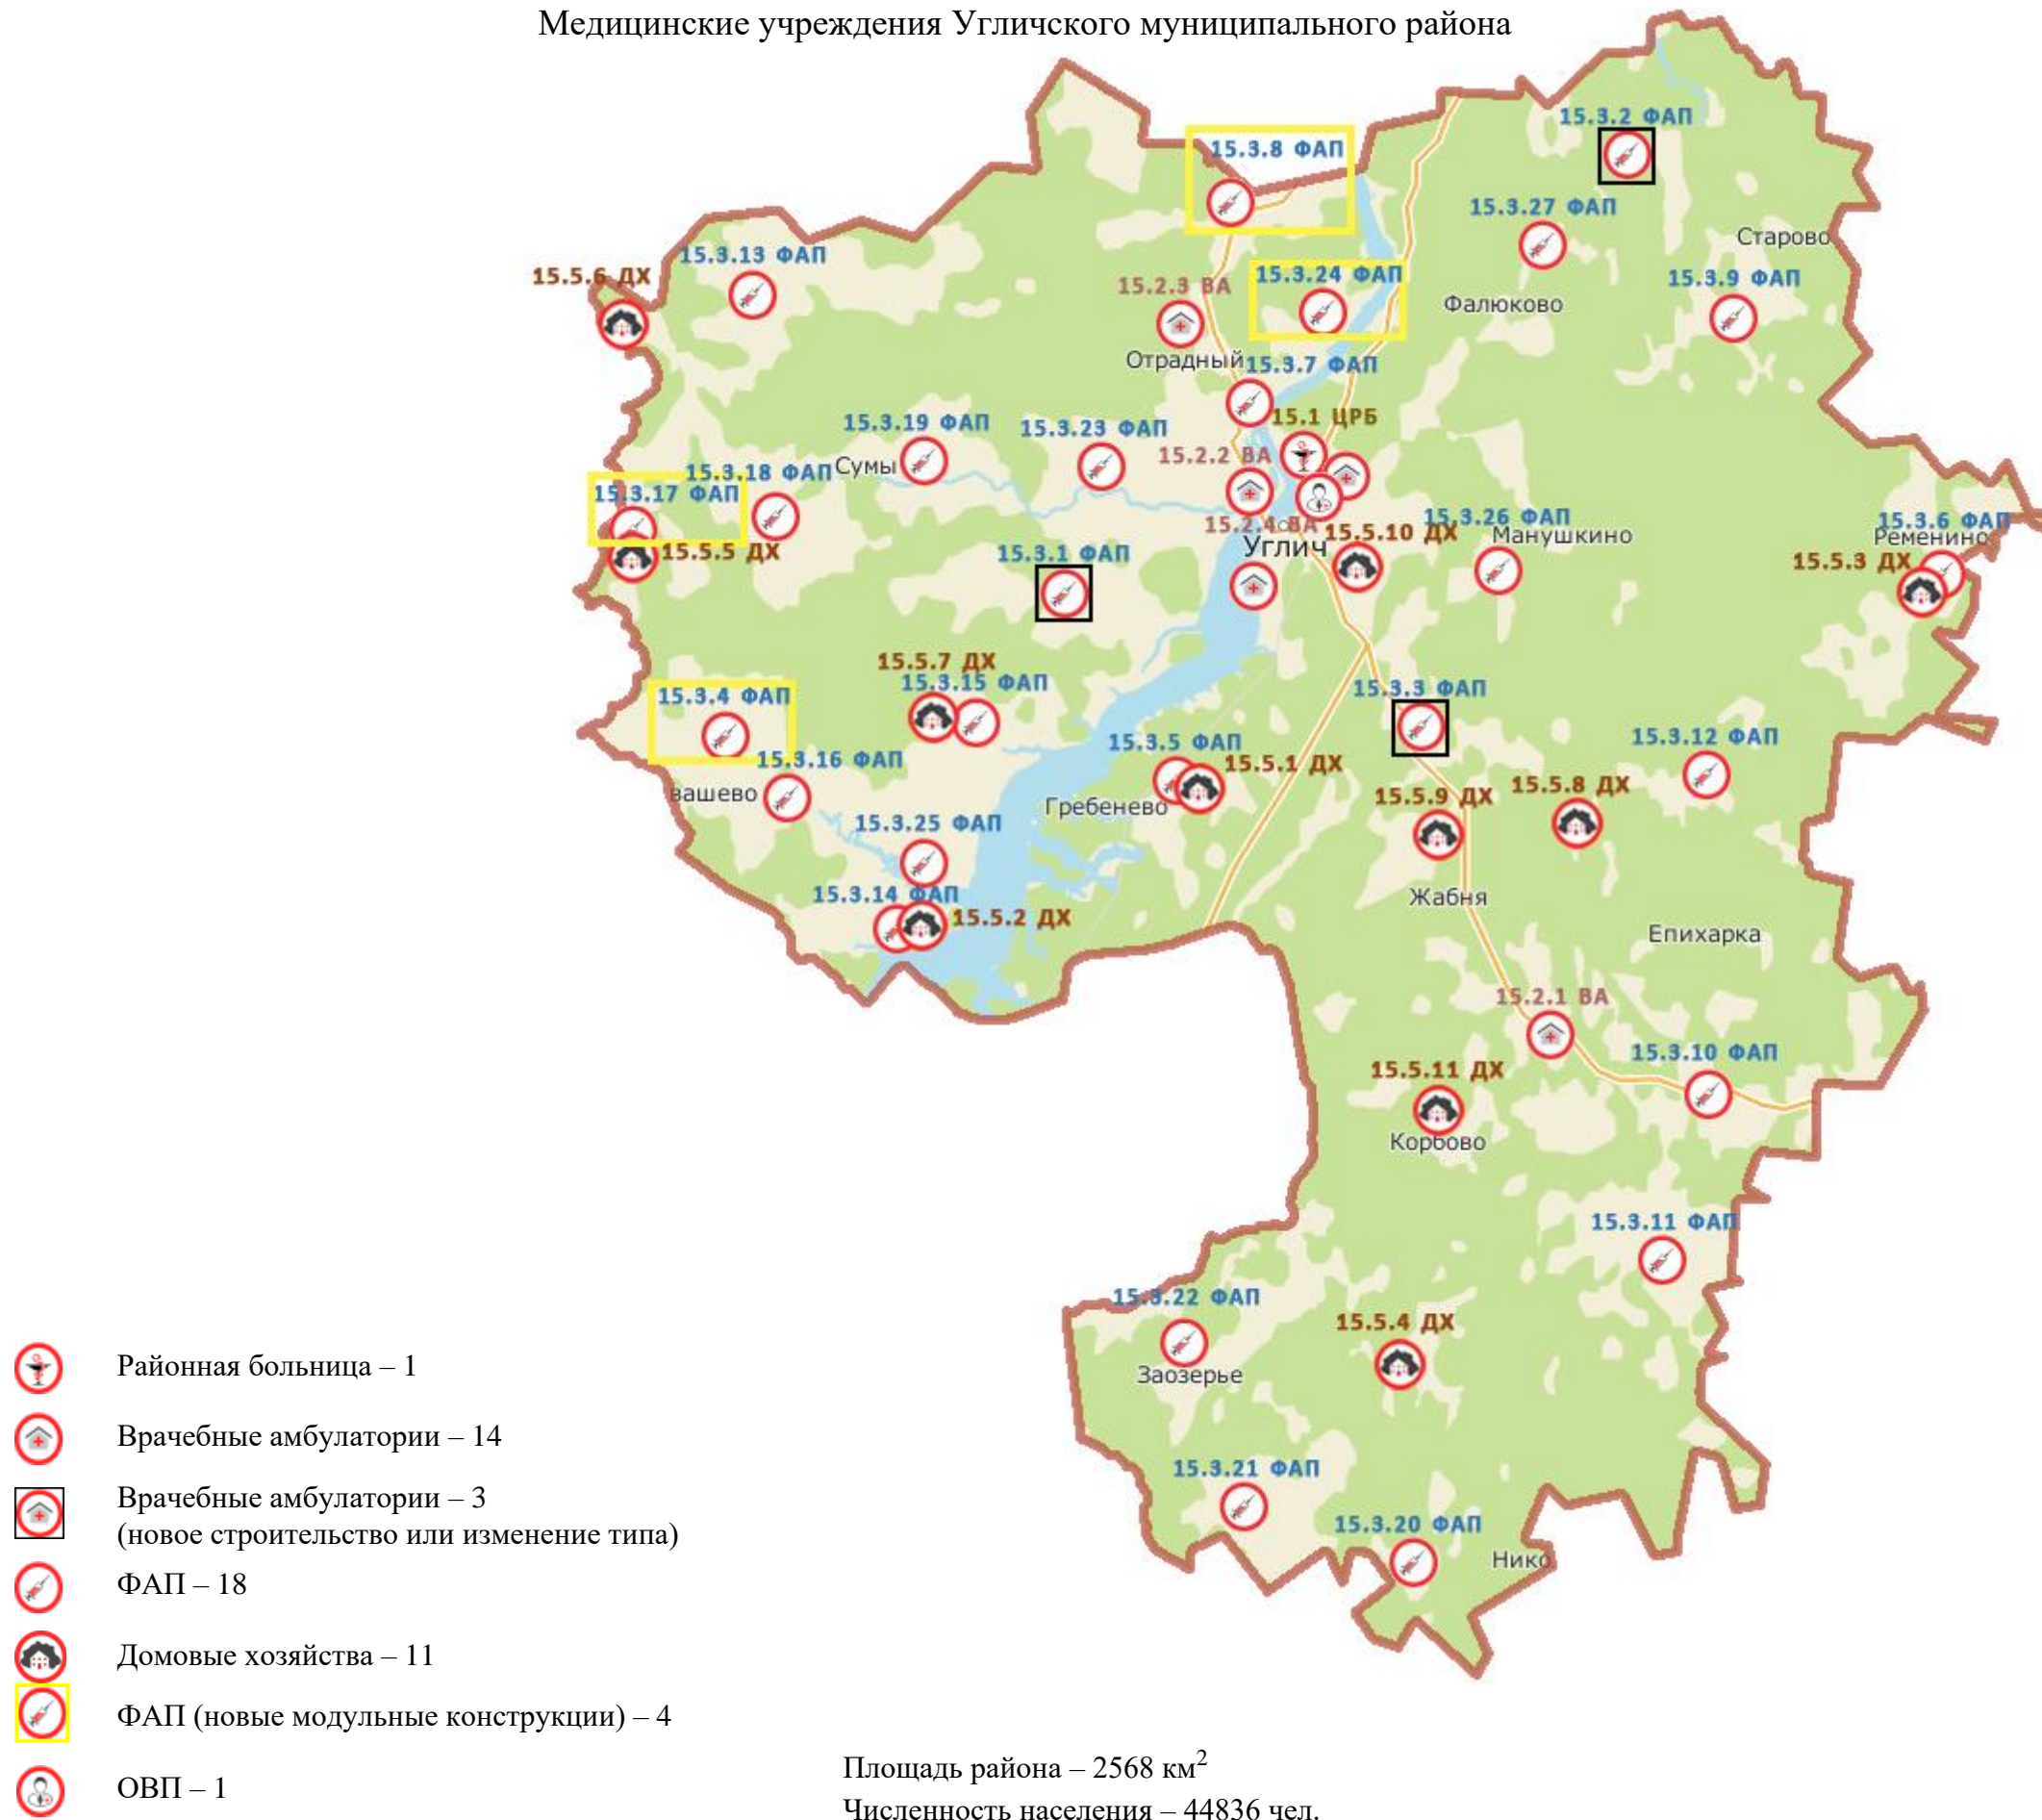 Медицинские учреждения Угличского муниципального района
15.3.2 ФАП
15.3.8 ФАП
15.3.27 ФАП
Старово
15.3.13 ФАП
15.5.6 ДХ
15.2.3 ВА
15.3.24 ФАП
15.3.9 ФАП
Фалюково
Отрадный
15.3.7 ФАП
15.3.19 ФАП
15.3.23 ФАП
15.1 ЦРБ
15.2.2 ВА
Сумы
15.3.18 ФАП
15.3.17 ФАП
15.2.4 ВА
15.5.10 ДХ
15.3.26 ФАП
Манушкино
15.3.6 ФАП
Ременино
Углич
15.5.5 ДХ
15.3.1 ФАП
15.5.3 ДХ
15.5.7 ДХ
15.3.15 ФАП
15.3.4 ФАП
15.3.3 ФАП
15.3.5 ФАП
15.3.12 ФАП
15.3.16 ФАП
15.5.1 ДХ
15.5.9 ДХ
15.5.8 ДХ
вашево
Гребенево
15.3.25 ФАП
15.3.14 ФАП
15.5.2 ДХ
Жабня
Епихарка
15.2.1 ВА
15.3.10 ФАП
15.5.11 ДХ
Корбово
15.3.11 ФАП
15.3.22 ФАП
15.5.4 ДХ
Заозерье
15.3.21 ФАП
15.3.20 ФАП
Нико
Районная больница – 1
Врачебные амбулатории – 14
Врачебные амбулатории – 3
(новое строительство или изменение типа)
ФАП – 18
Домовые хозяйства – 11
ФАП (новые модульные конструкции) – 4
ОВП – 1
Площадь района – 2568 км²
Численность населения – 44836 чел.